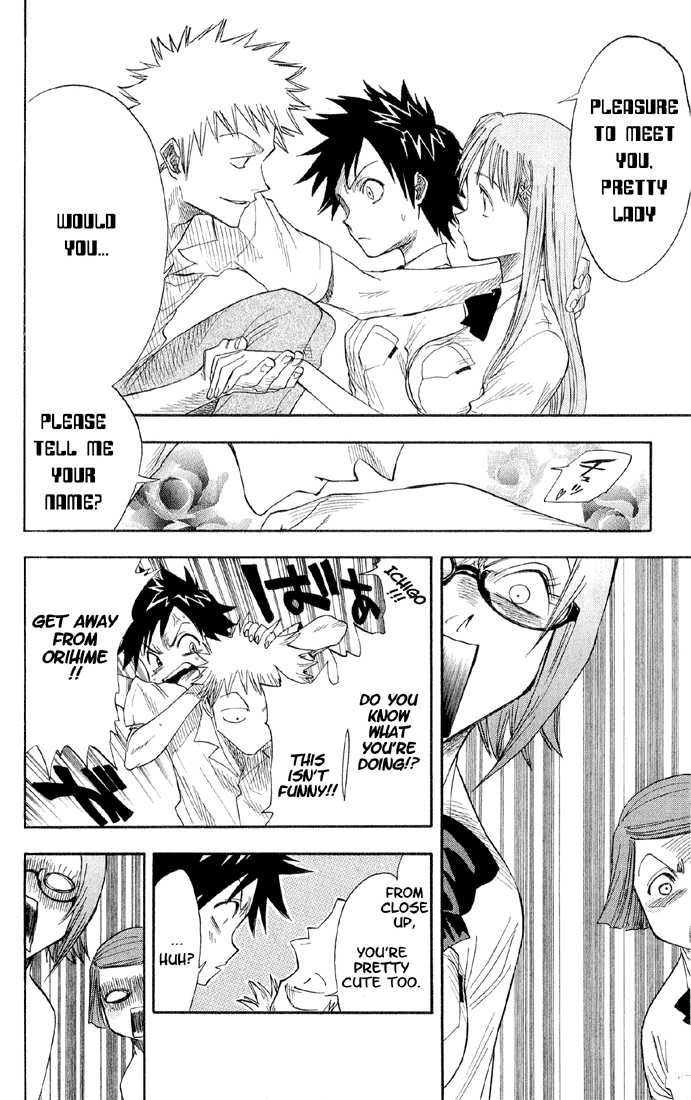 PLEASURE
TO MEET
YOU,
PRETTY
LADY
WOULD
YOU...
PLEASE
TELL ME
YOUR
NAME?
ICHIGO
!!!
GET AWAY
FROM
ORIHIME
!!
DO YOU
KNOW
WHAT
YOU'RE
DOING!?
THIS
ISN'T
FUNNY!!
FROM
CLOSE
UP,
YOU'RE
PRETTY
CUTE TOO.
...
HUH?